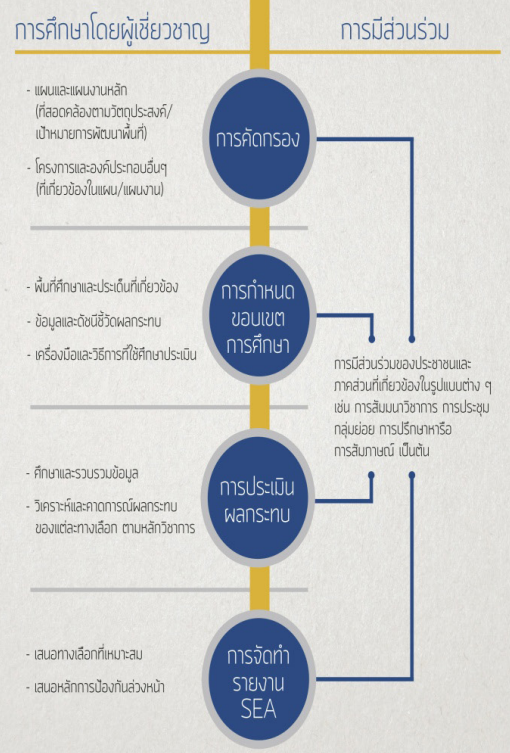 การศึกษาโดยผู้เชี่ยวชาญ
การมีส่วนร่วม
- แผนและแผนงานหลัก
(ที่สอดคล้องตามวัตถุประสงค์/
เป้าหมายการพัฒนาพื้นที่)
- โครงการและองค์ประกอบอื่นๆ
(ที่เกี่ยวข้องในแผน/แผนงาน)
การคัดกรอง
- พื้นที่ศึกษาและประเด็นที่เกี่ยวข้อง
- ข้อมูลและดัชนีชี้วัดผลกระทบ
- เครื่องมือและวิธีการที่ใช้ศึกษาประเมิน
การกำหนด
ขอบเขต
การศึกษา
การมีส่วนร่วมของประชาชนและ
ภาคส่วนที่เกี่ยวข้องในรูปแบบต่าง ๆ
เช่น การสัมมนาวิชาการ การประชุม
กลุ่มย่อย การปรึกษาหารือ
การสัมภาษณ์ เป็นต้น
- ศึกษาและรวบรวมข้อมูล
- วิเคราะห์และคาดการณ์ผลกระทบ
ของแต่ละทางเลือก ตามหลักวิชาการ
การประเมิน
ผลกระทบ
- เสนอทางเลือกที่เหมาะสม
- เสนอหลักการป้องกันล่วงหน้า
การจัดทำ
รายงาน
SEA